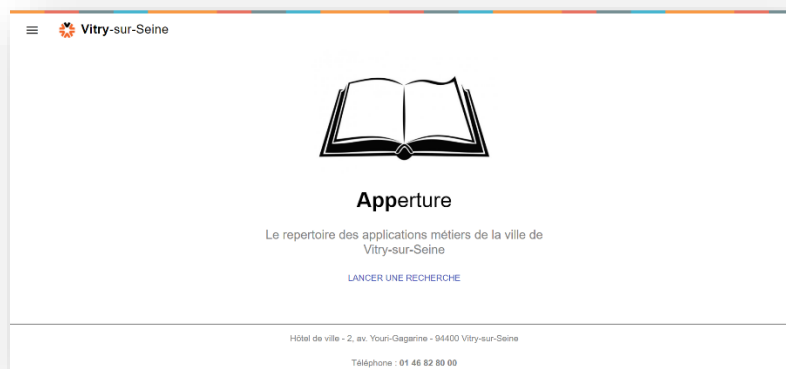 Vitry-sur-Seine
Apperture
Le repertoire des applications métiers de la ville de
Vitry-sur-Seine
LANCER UNE RECHERCHE
Hôtel de ville - 2, av. Youri-Gagarine - 94400 Vitry-sur-Seine
Téléphone : 01 46 82 80 00